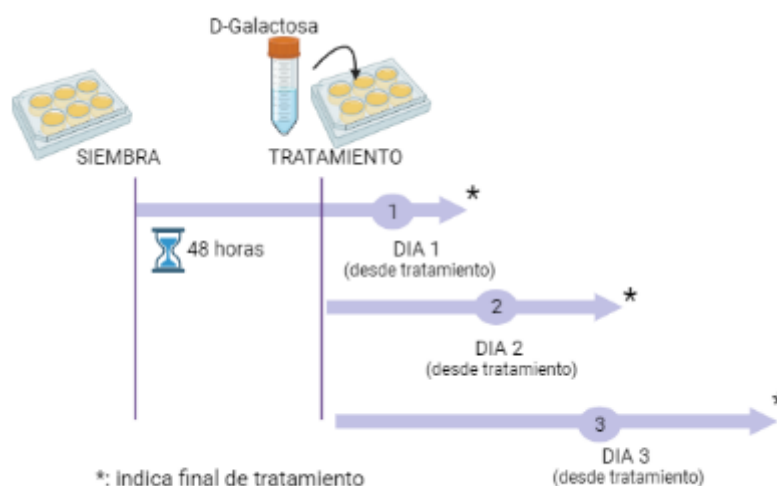 D-Galactosa
SIEMBRA
TRATAMIENTO
*
1
48 horas
DIA 1
(desde tratamiento)
*
2
DIA 2
(desde tratamiento)
*
3
DIA 3
(desde tratamiento)
*: indica final de tratamiento